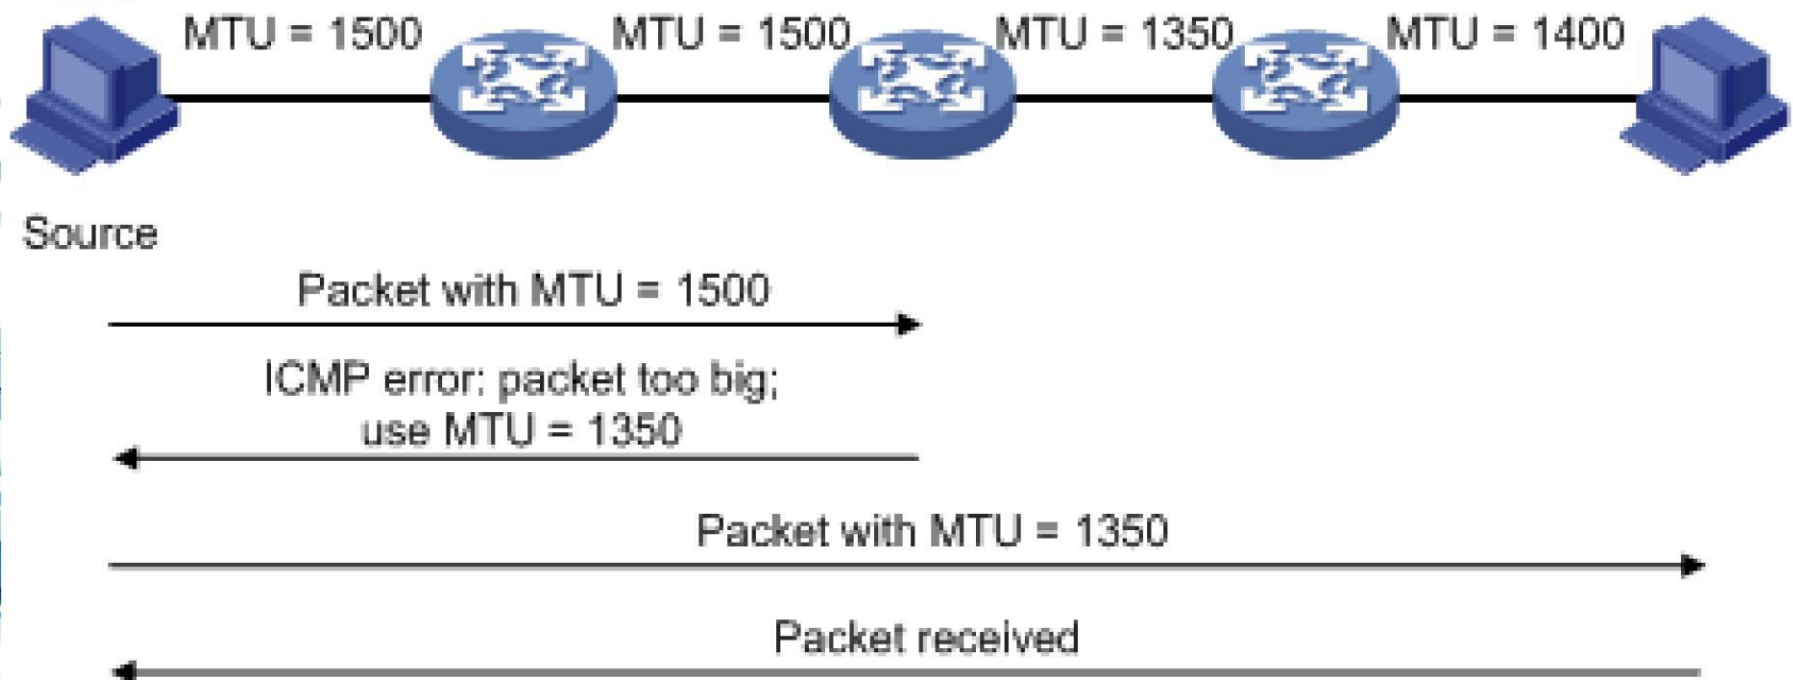 MTU = 1500 MTU = 1500 MTU = 1350 MTU = 1400
Source
Packet with MTU = 1500
ICMP error: packet too big;
use MTU = 1350
Packet with MTU = 1350
Packet received